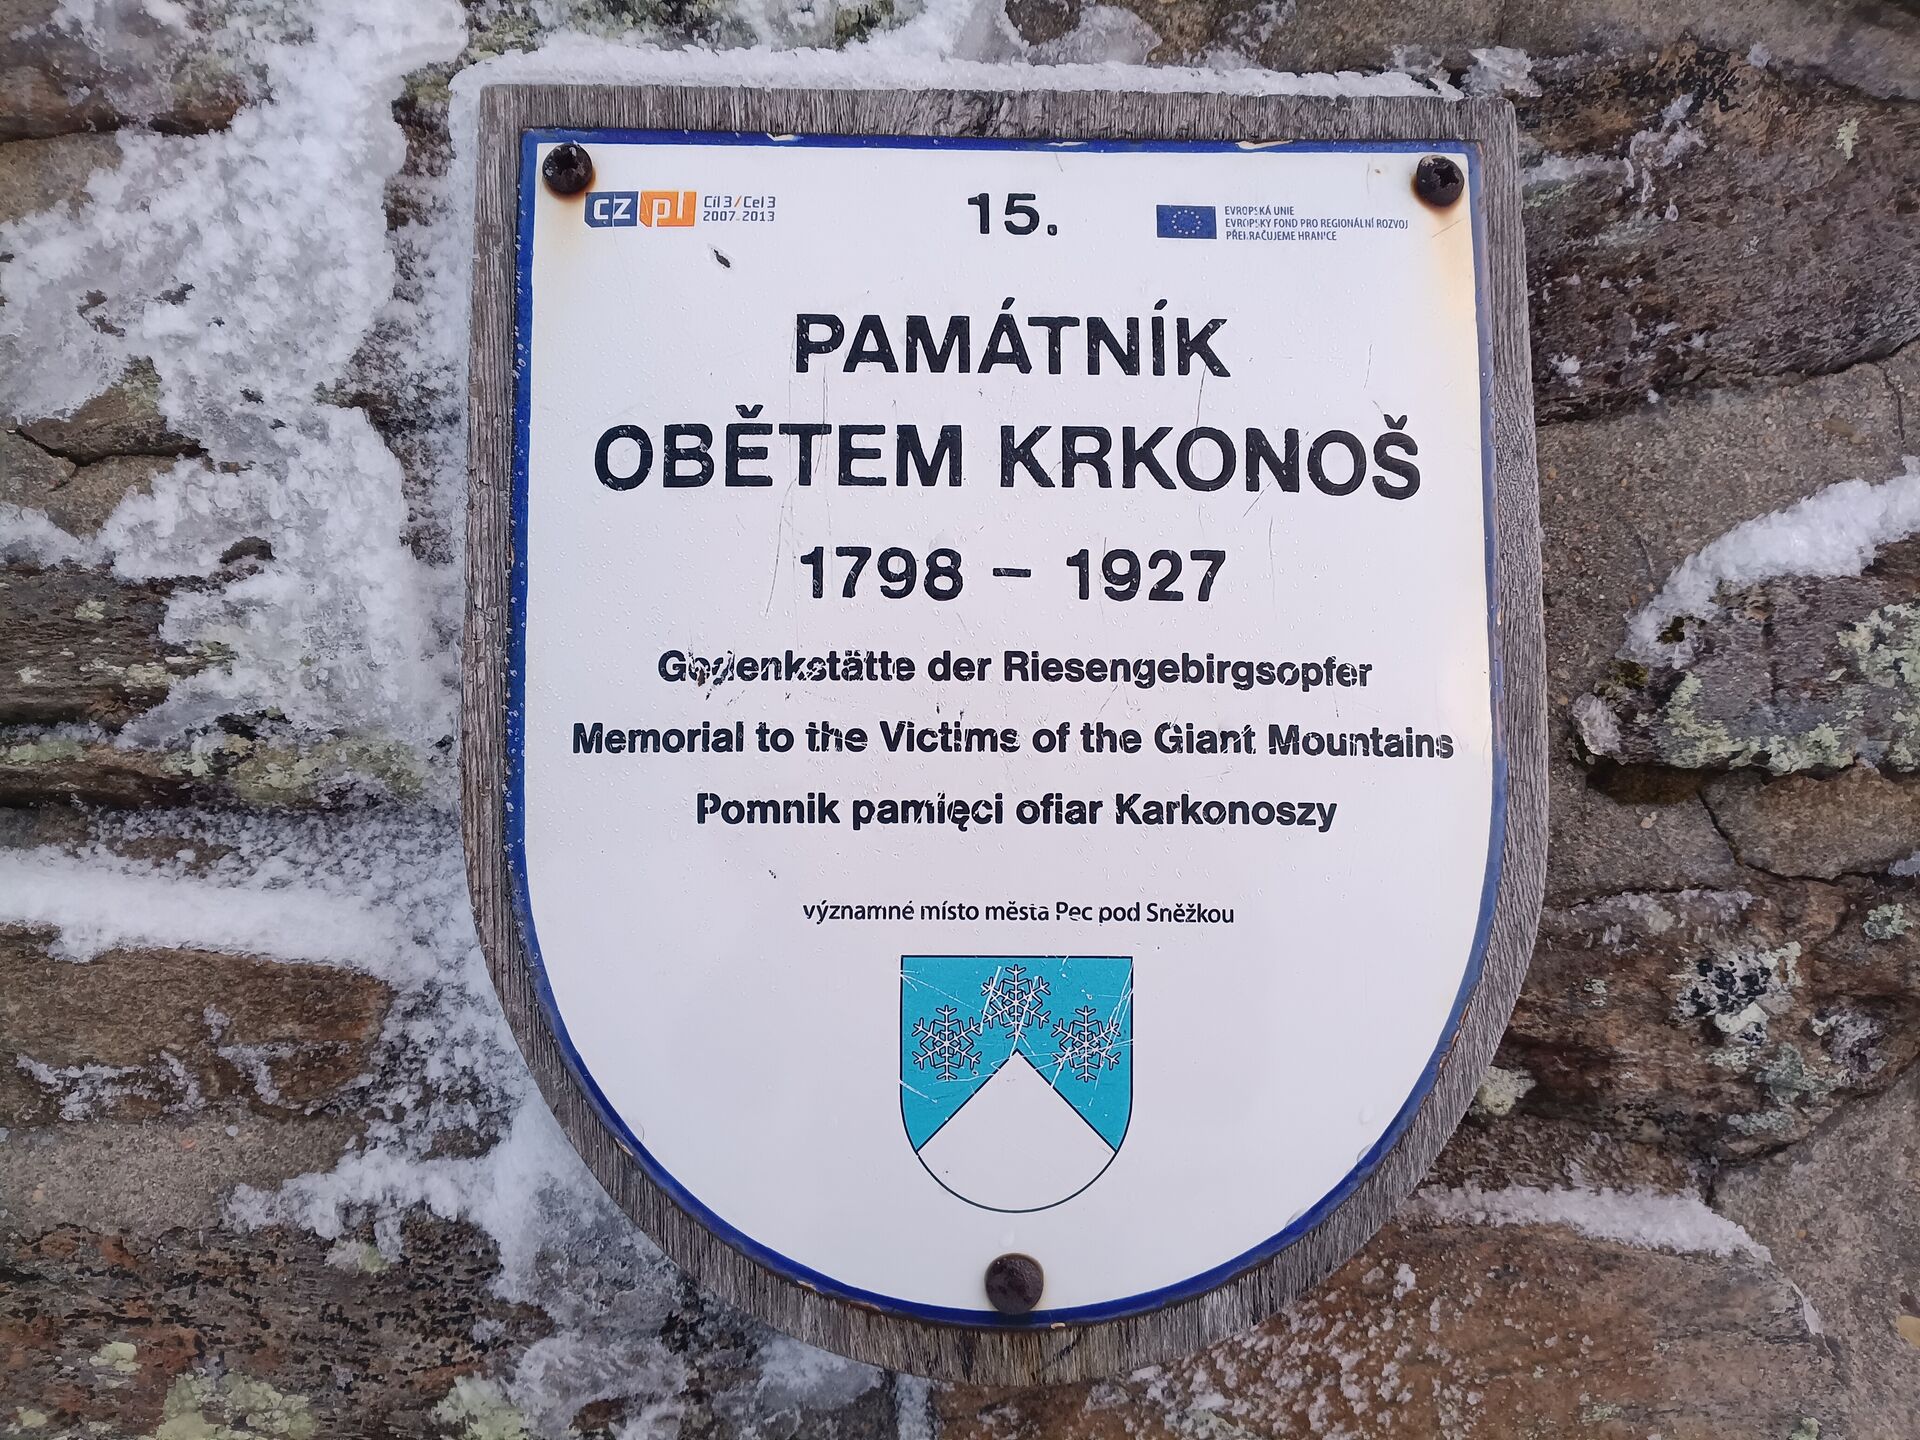 cz pl Cíl 3 / Cel 3
2007-2013
15.
EVROPSKÁ UNIE
EVROPSKÝ FOND PRO REGIONÁLNÍ ROZVOJ
PŘEKRAČUJEME HRANICE
PAMÁTNÍK
OBĚTEM KRKONOŠ
1798 – 1927
Gedenkstätte der Riesengebirgsopfer
Memorial to the Victims of the Giant Mountains
Pomnik pamięci ofiar Karkonoszy
významné místo města Pec pod Sněžkou